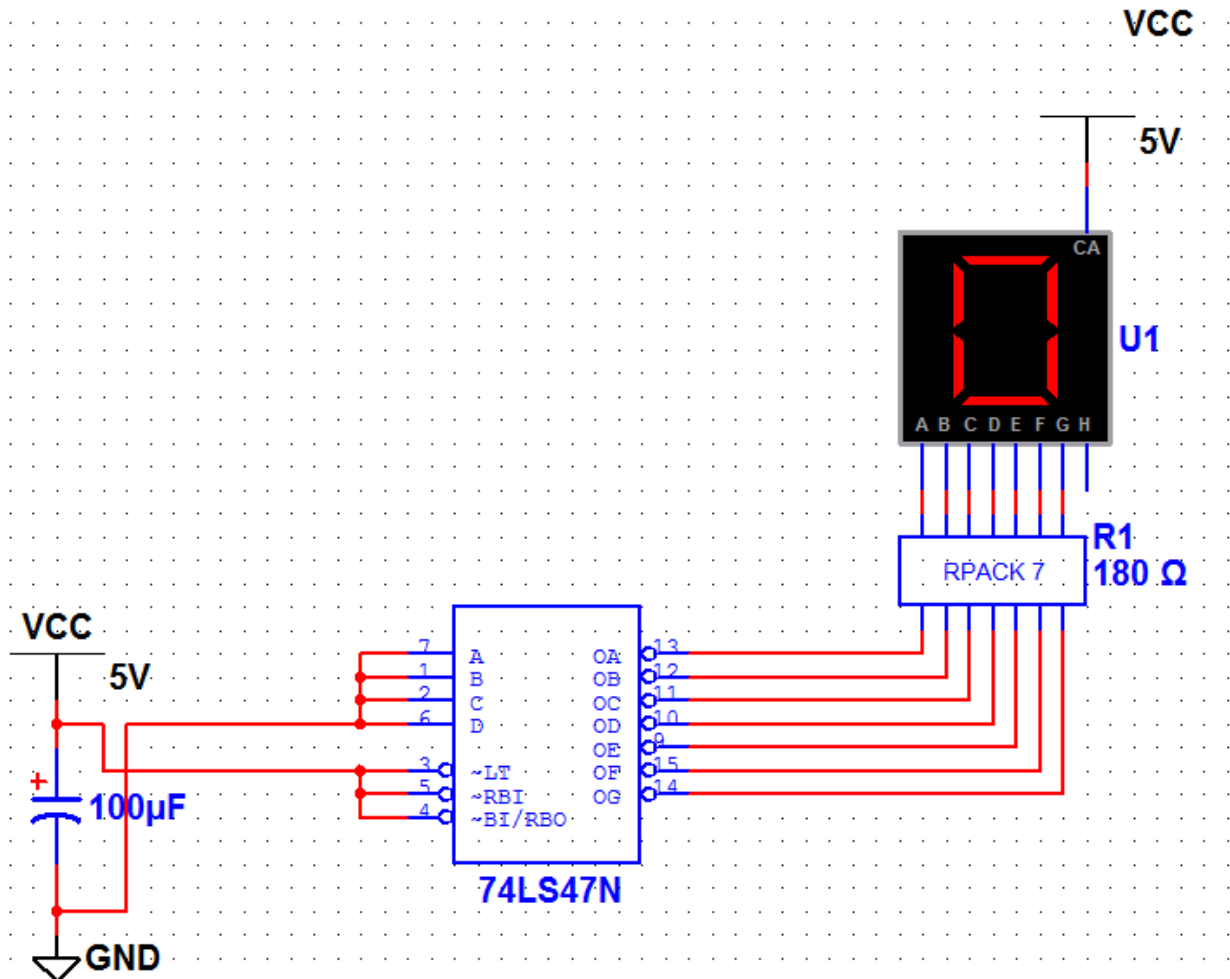 VCC
5V
CA
U1
A B C D E F G H
R1
RPACK 7
180 Ω
VCC
5V
7 A OA 13
1 B OB 12
2 C OC 11
6 D OD 10
OE 9
3 ~LT OF 15
5 ~RBI OG 14
4 ~BI/RBO
+
100µF
74LS47N
GND